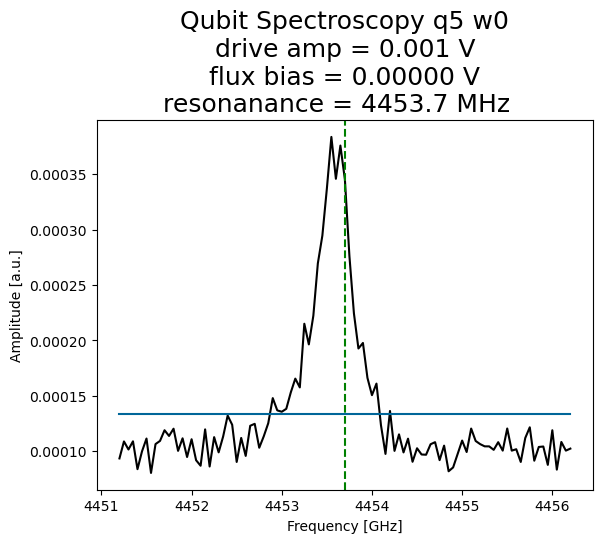 Qubit Spectroscopy q5 w0
drive amp = 0.001 V
flux bias = 0.00000 V
resonanance = 4453.7 MHz
Amplitude [a.u.]
0.00035
0.00030
0.00025
0.00020
0.00015
0.00010
4451 4452 4453 4454 4455 4456
Frequency [GHz]